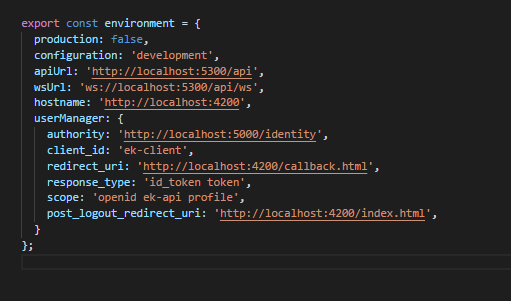 export const environment = {
  production: false,
  configuration: 'development',
  apiUrl: 'http://localhost:5300/api',
  wsUrl: 'ws://localhost:5300/api/ws',
  hostname: 'http://localhost:4200',
  userManager: {
    authority: 'http://localhost:5000/identity',
    client_id: 'ek-client',
    redirect_uri: 'http://localhost:4200/callback.html',
    response_type: 'id_token token',
    scope: 'openid ek-api profile',
    post_logout_redirect_uri: 'http://localhost:4200/index.html',
  }
};